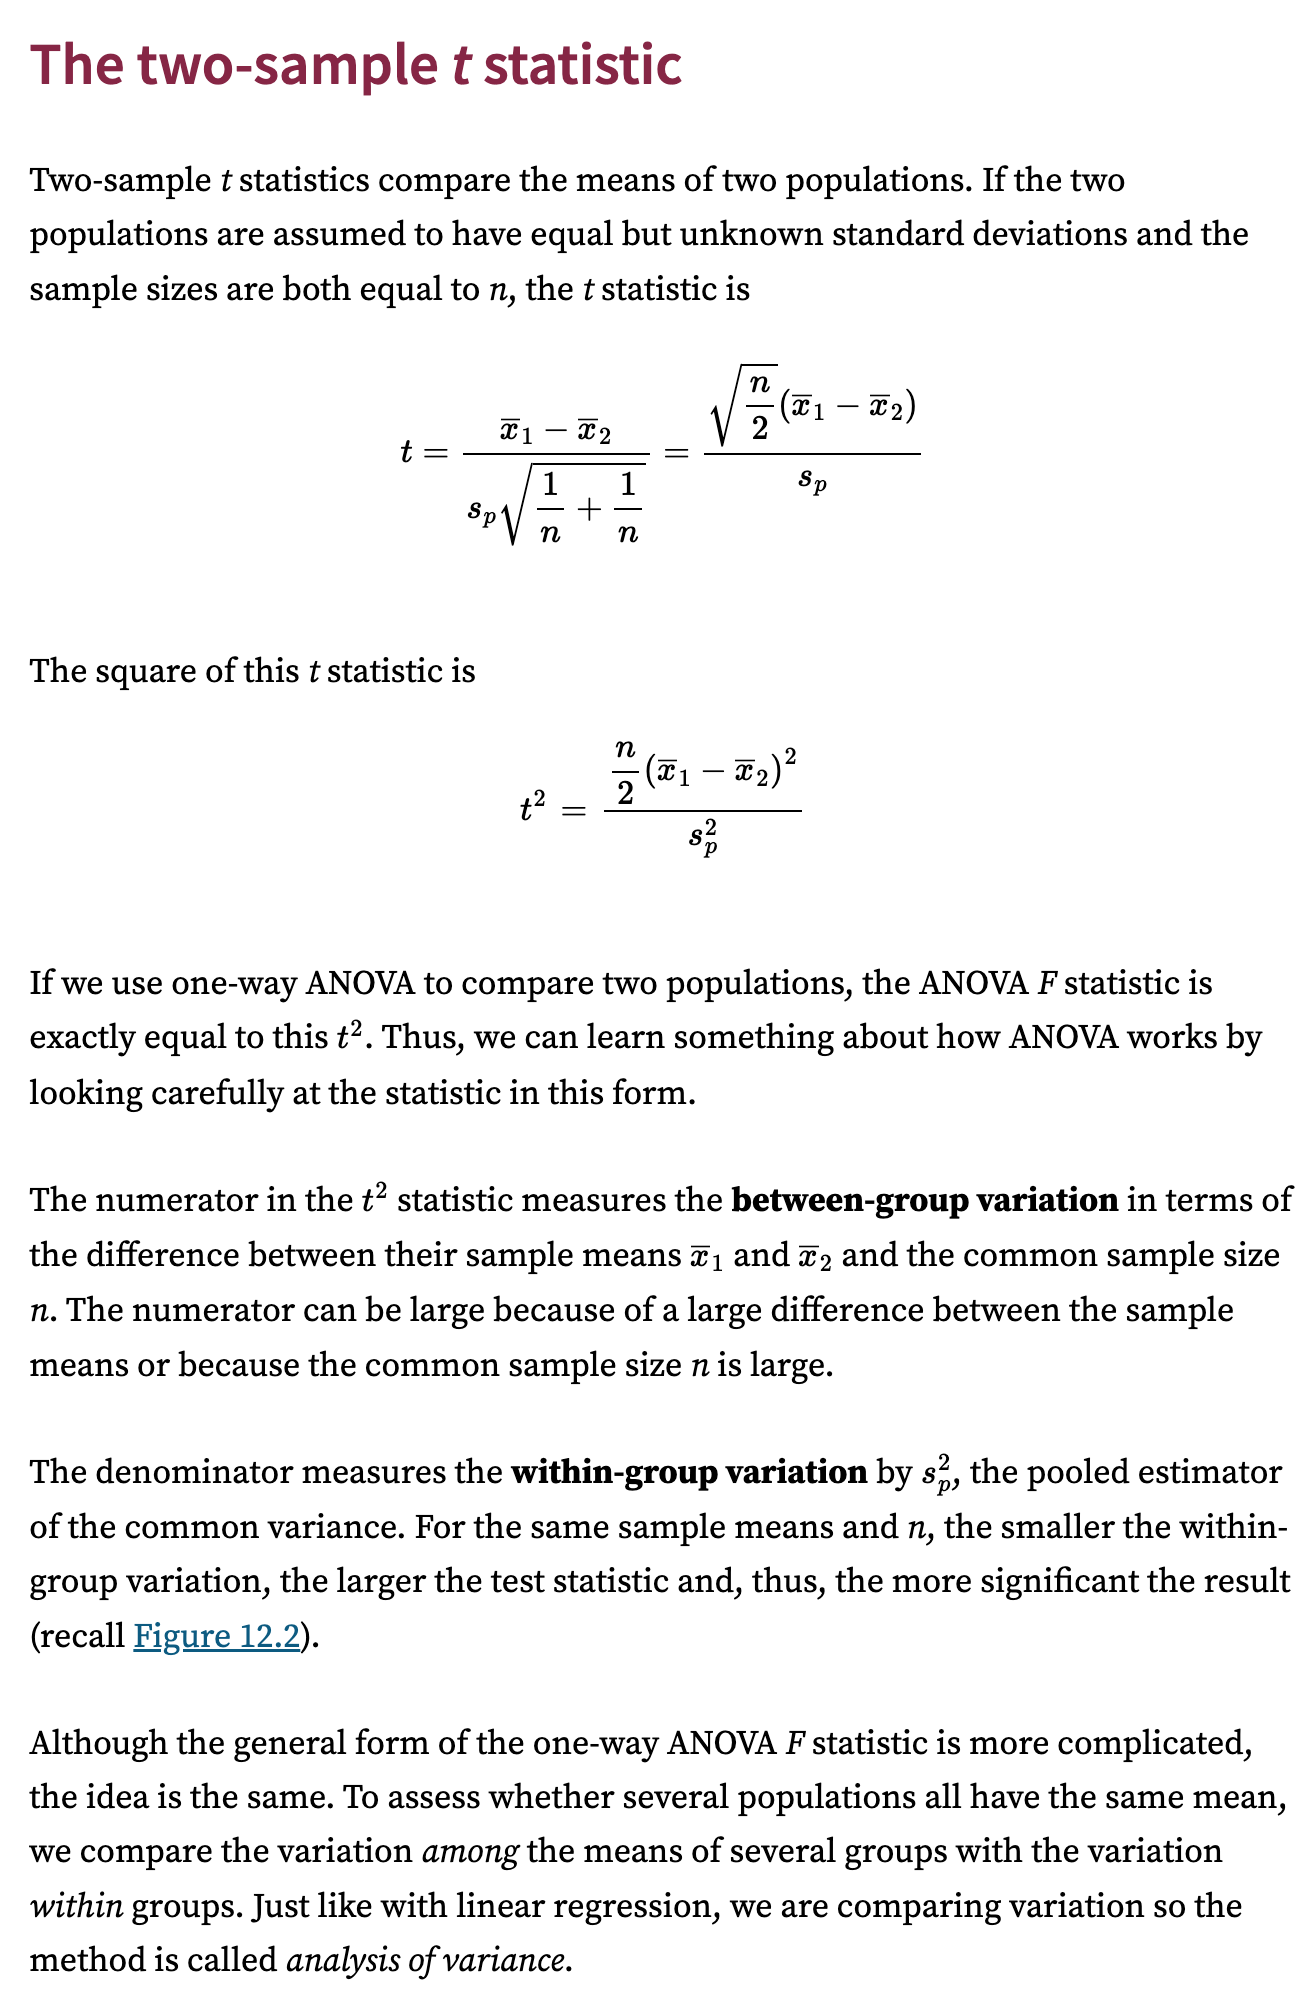 The two-sample t statistic
Two-sample t statistics compare the means of two populations. If the two
populations are assumed to have equal but unknown standard deviations and the
sample sizes are both equal to n, the t statistic is
t = \frac{\overline{x}_1 − \overline{x}_2}{s_p\sqrt{\frac{1}{n} + \frac{1}{n}}} = \frac{\sqrt{\frac{n}{2}}(\overline{x}_1 − \overline{x}_2)}{s_p}
The square of this t statistic is
t^2 = \frac{\frac{n}{2}(\overline{x}_1 − \overline{x}_2)^2}{s_p^2}
If we use one-way ANOVA to compare two populations, the ANOVA F statistic is
exactly equal to this t². Thus, we can learn something about how ANOVA works by
looking carefully at the statistic in this form.
The numerator in the t² statistic measures the between-group variation in terms of
the difference between their sample means x̅₁ and x̅₂ and the common sample size
n. The numerator can be large because of a large difference between the sample
means or because the common sample size n is large.
The denominator measures the within-group variation by s_p^2, the pooled estimator
of the common variance. For the same sample means and n, the smaller the within-
group variation, the larger the test statistic and, thus, the more significant the result
(recall Figure 12.2).
Although the general form of the one-way ANOVA F statistic is more complicated,
the idea is the same. To assess whether several populations all have the same mean,
we compare the variation among the means of several groups with the variation
within groups. Just like with linear regression, we are comparing variation so the
method is called analysis of variance.